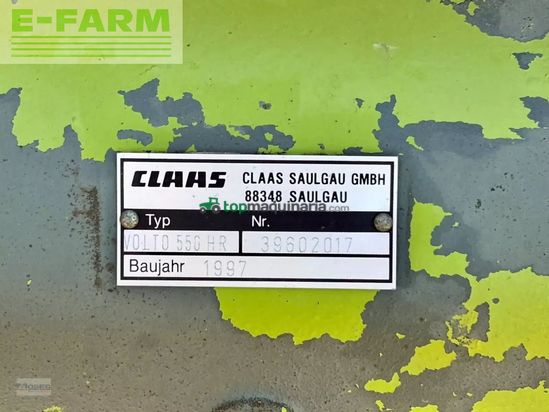 E-FARM
CLAAS
CLAAS SAULGAU GMBH
88348 SAULGAU
topmaquinaria.com
Typ
Nr.
VOLTO 550 HR
39602017
Baujahr 1997